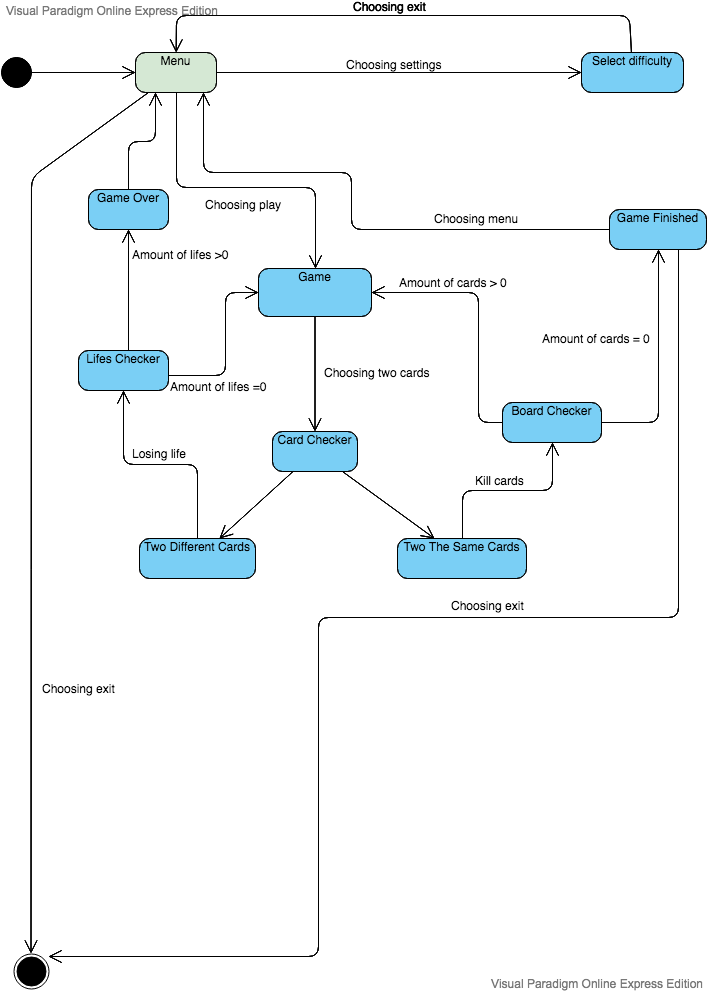 Visual Paradigm Online Express Edition
Choosing exit
Menu
Choosing settings
Select difficulty
Game Over
Choosing play
Choosing menu
Game Finished
Amount of lifes >0
Game
Amount of cards > 0
Amount of cards = 0
Lifes Checker
Amount of lifes =0
Choosing two cards
Board Checker
Card Checker
Losing life
Kill cards
Two Different Cards
Two The Same Cards
Choosing exit
Choosing exit
Visual Paradigm Online Express Edition